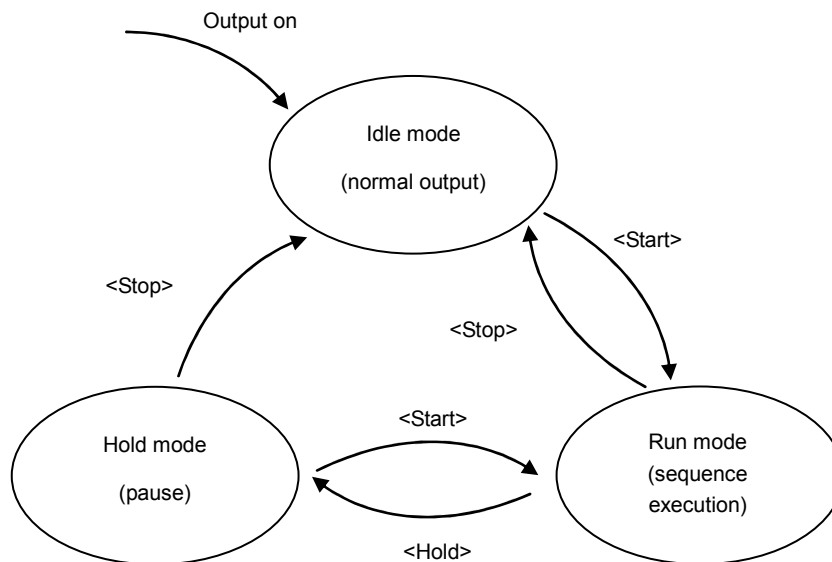 Output on
Idle mode
(normal output)
<Start>
<Stop>
<Stop>
<Start>
Hold mode
(pause)
Run mode
(sequence
execution)
<Hold>